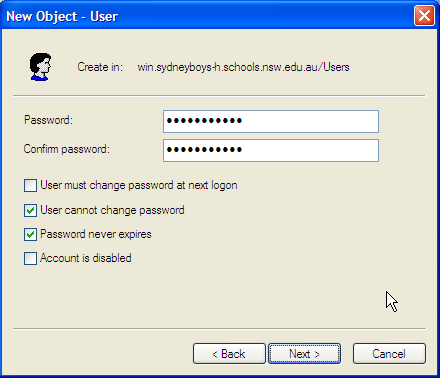 New Object - User
Create in: win.sydneyboys-h.schools.nsw.edu.au/Users
Password: •••••••••••
Confirm password: •••••••••••
User must change password at next logon
User cannot change password
Password never expires
Account is disabled
< Back Next > Cancel